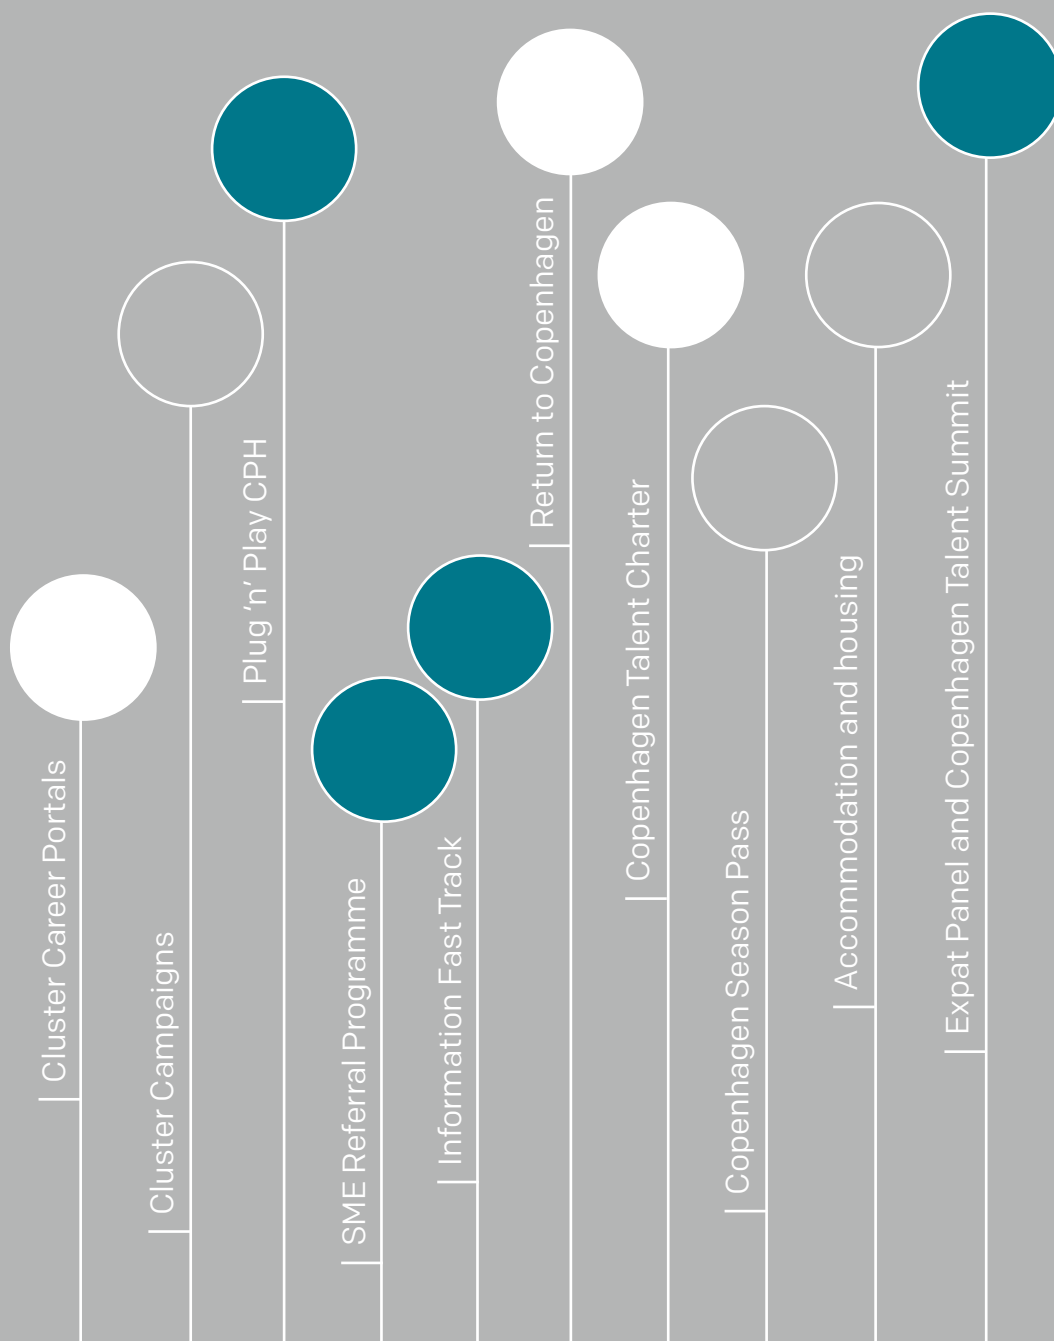 Cluster Career Portals
Cluster Campaigns
Plug ’n’ Play CPH
SME Referral Programme
Information Fast Track
Return to Copenhagen
Copenhagen Talent Charter
Copenhagen Season Pass
Accommodation and housing
Expat Panel and Copenhagen Talent Summit